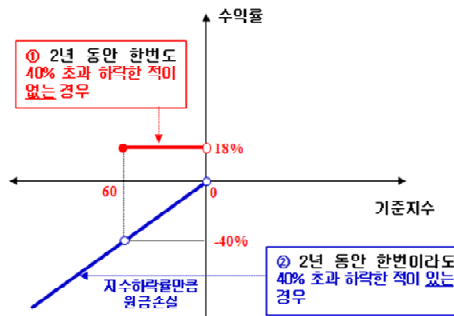 수익률
① 2년 동안 한번도
40% 초과 하락한 적이
없는 경우
18%
60
0
기준지수
-40%
지수하락률만큼
원금손실
② 2년 동안 한번이라도
40% 초과 하락한 적이 있는
경우